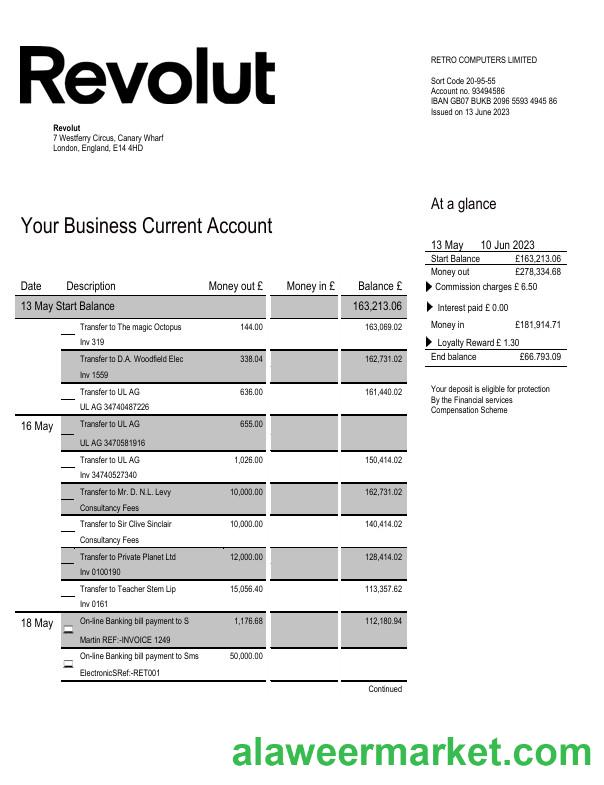 Revolut
RETRO COMPUTERS LIMITED
Sort Code 20-95-55
Account no. 93494586
IBAN GB07 BUKB 2096 5593 4945 86
Issued on 13 June 2023
Revolut
7 Westferry Circus, Canary Wharf
London, England, E14 4HD
At a glance
Your Business Current Account
13 May 10 Jun 2023
Start Balance £163,213.06
Money out £278,334.68
Commission charges £ 6.50
Interest paid £ 0.00
Money in £181,914.71
Loyalty Reward £ 1.30
End balance £66.793.09
Your deposit is eligible for protection
By the Financial services
Compensation Scheme
Date Description Money out £ Money in £ Balance £
13 May Start Balance 163,213.06
Transfer to The magic Octopus 144.00 163,069.02
Inv 319
Transfer to D.A. Woodfield Elec 338.04 162,731.02
Inv 1559
Transfer to UL AG 636.00 161,440.02
UL AG 34740487226
16 May Transfer to UL AG 655.00
UL AG 3470581916
Transfer to UL AG 1,026.00 150,414.02
Inv 34740527340
Transfer to Mr. D. N.L. Levy 10,000.00 162,731.02
Consultancy Fees
Transfer to Sir Clive Sinclair 10,000.00 140,414.02
Consultancy Fees
Transfer to Private Planet Ltd 12,000.00 128,414.02
Inv 0100190
Transfer to Teacher Stem Lip 15,056.40 113,357.62
Inv 0161
18 May On-line Banking bill payment to S 1,176.68 112,180.94
Martin REF:-INVOICE 1249
On-line Banking bill payment to Sms 50,000.00
ElectronicSRef:-RET001
Continued
alaweermarket.com